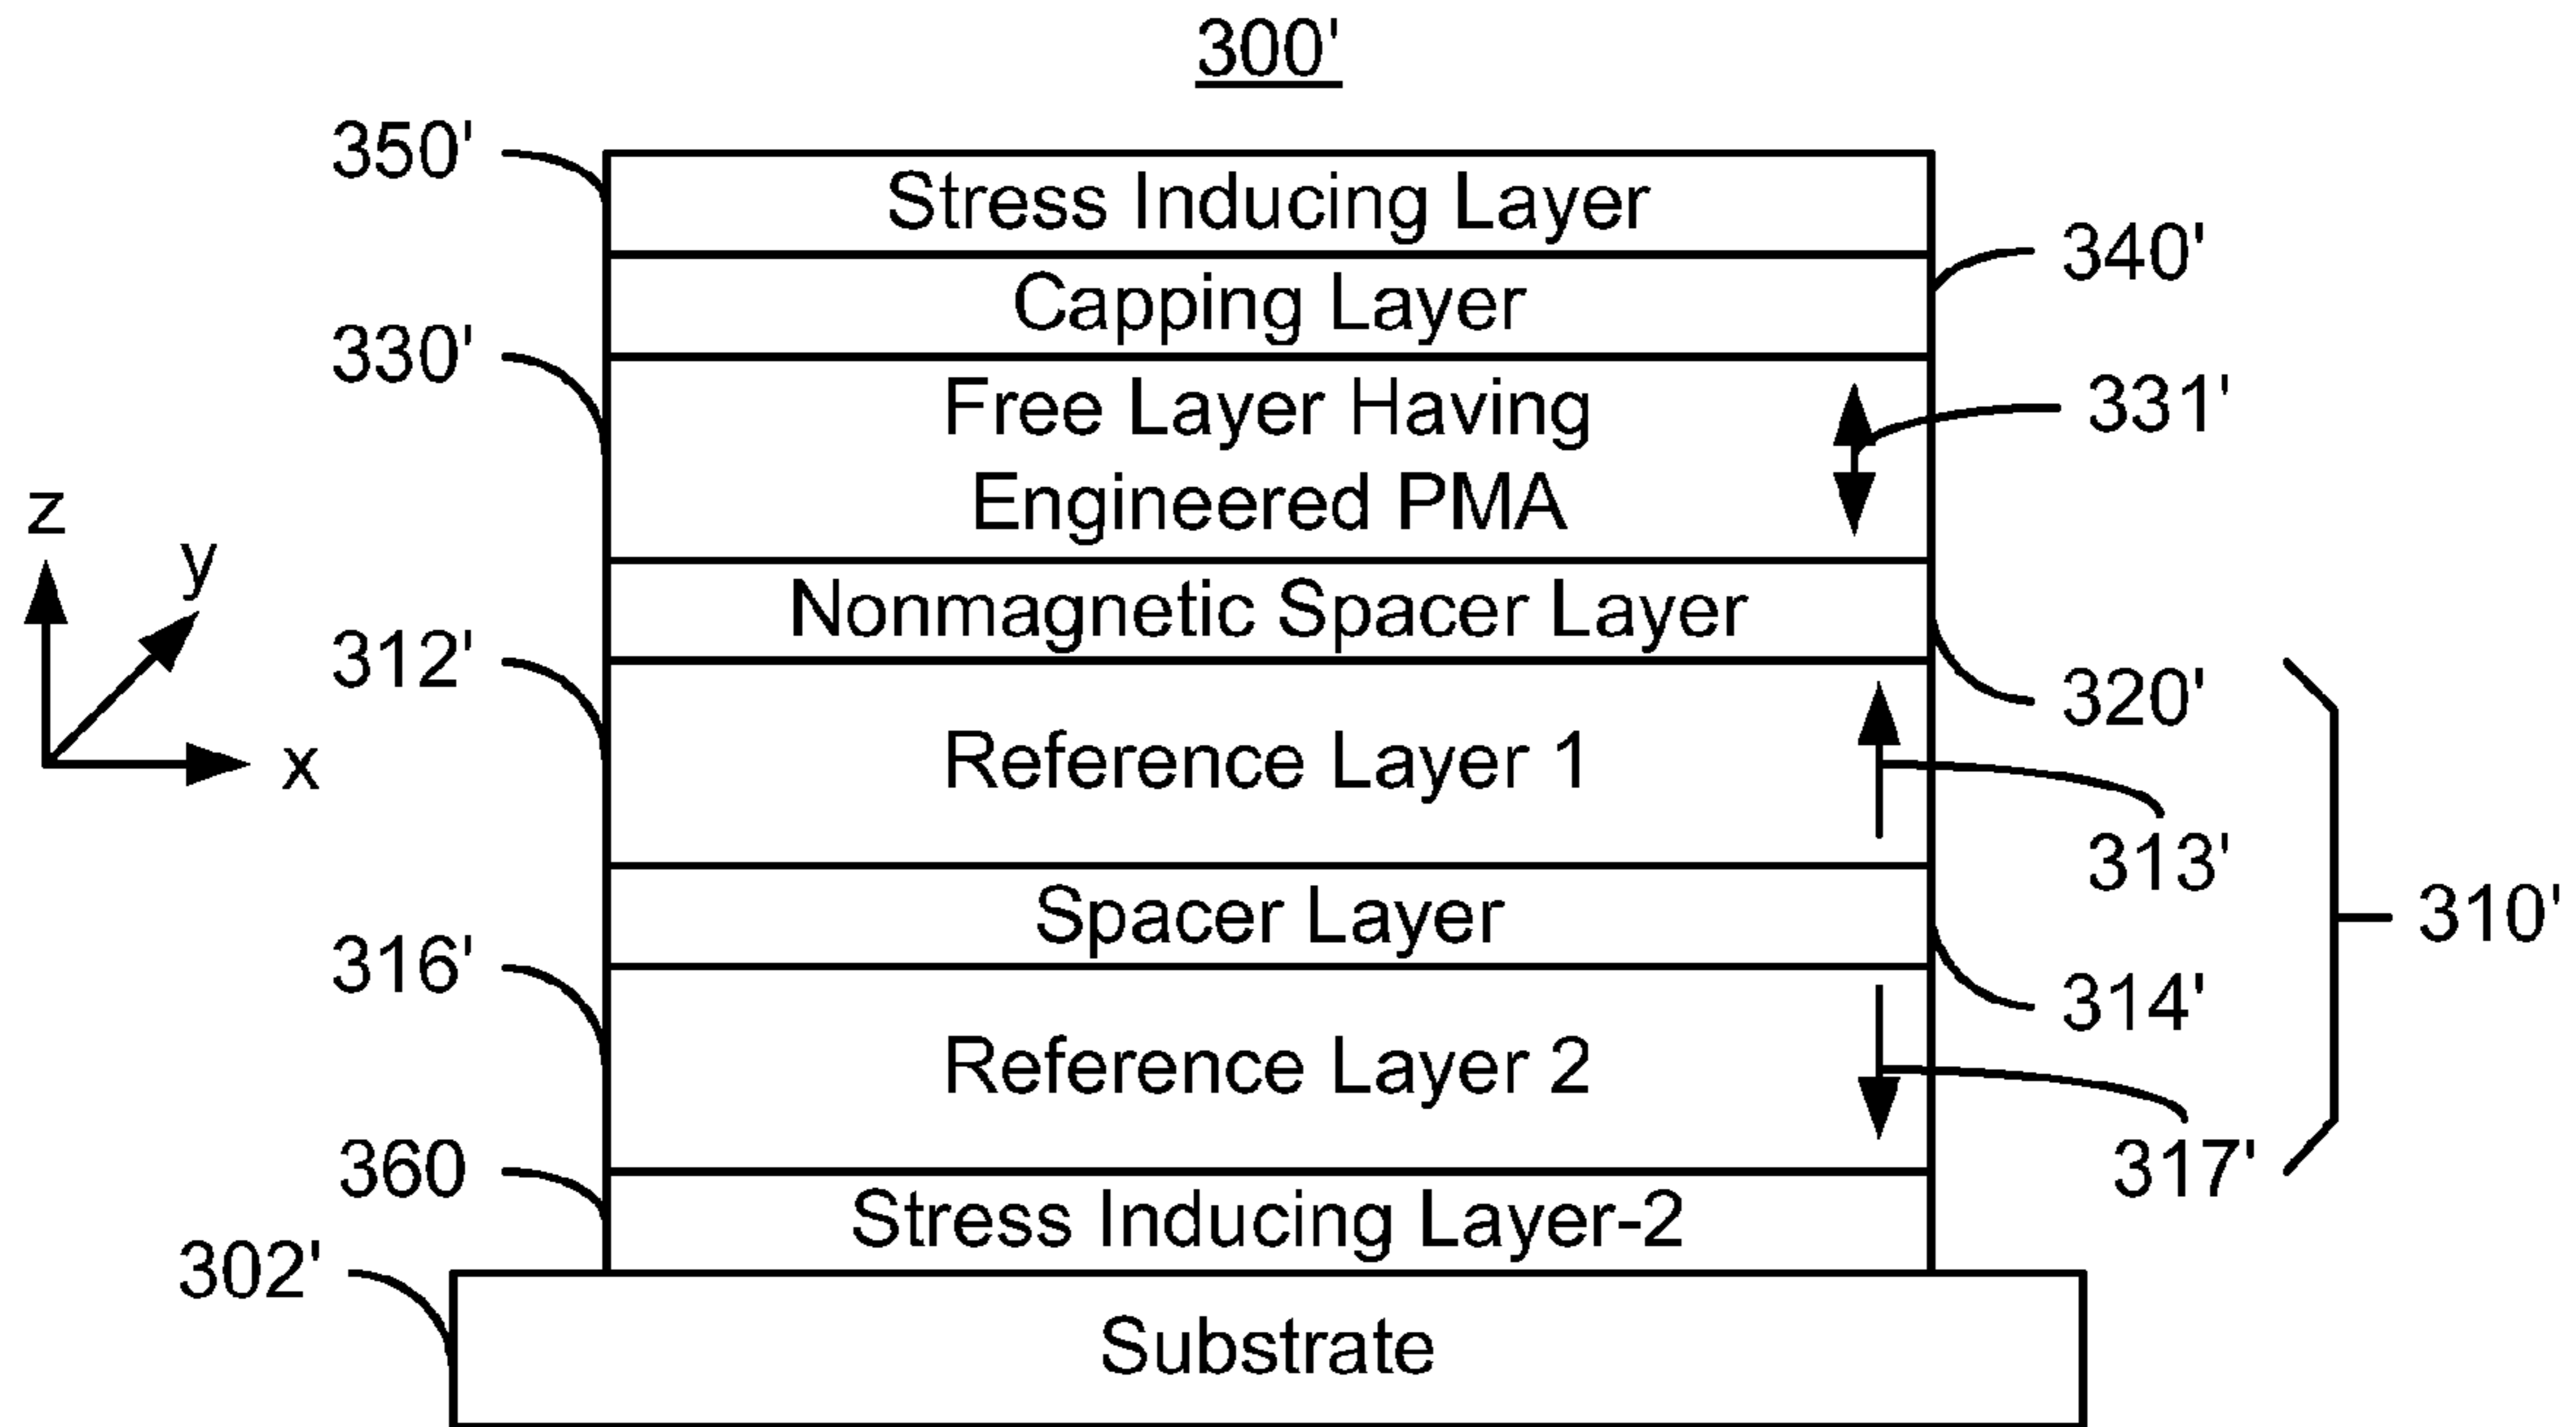 300'
350'
Stress Inducing Layer
340'
Capping Layer
330'
Free Layer Having
Engineered PMA
331'
z
y
x
Nonmagnetic Spacer Layer
320'
312'
Reference Layer 1
313'
310'
Spacer Layer
314'
316'
Reference Layer 2
317'
360
Stress Inducing Layer-2
302'
Substrate